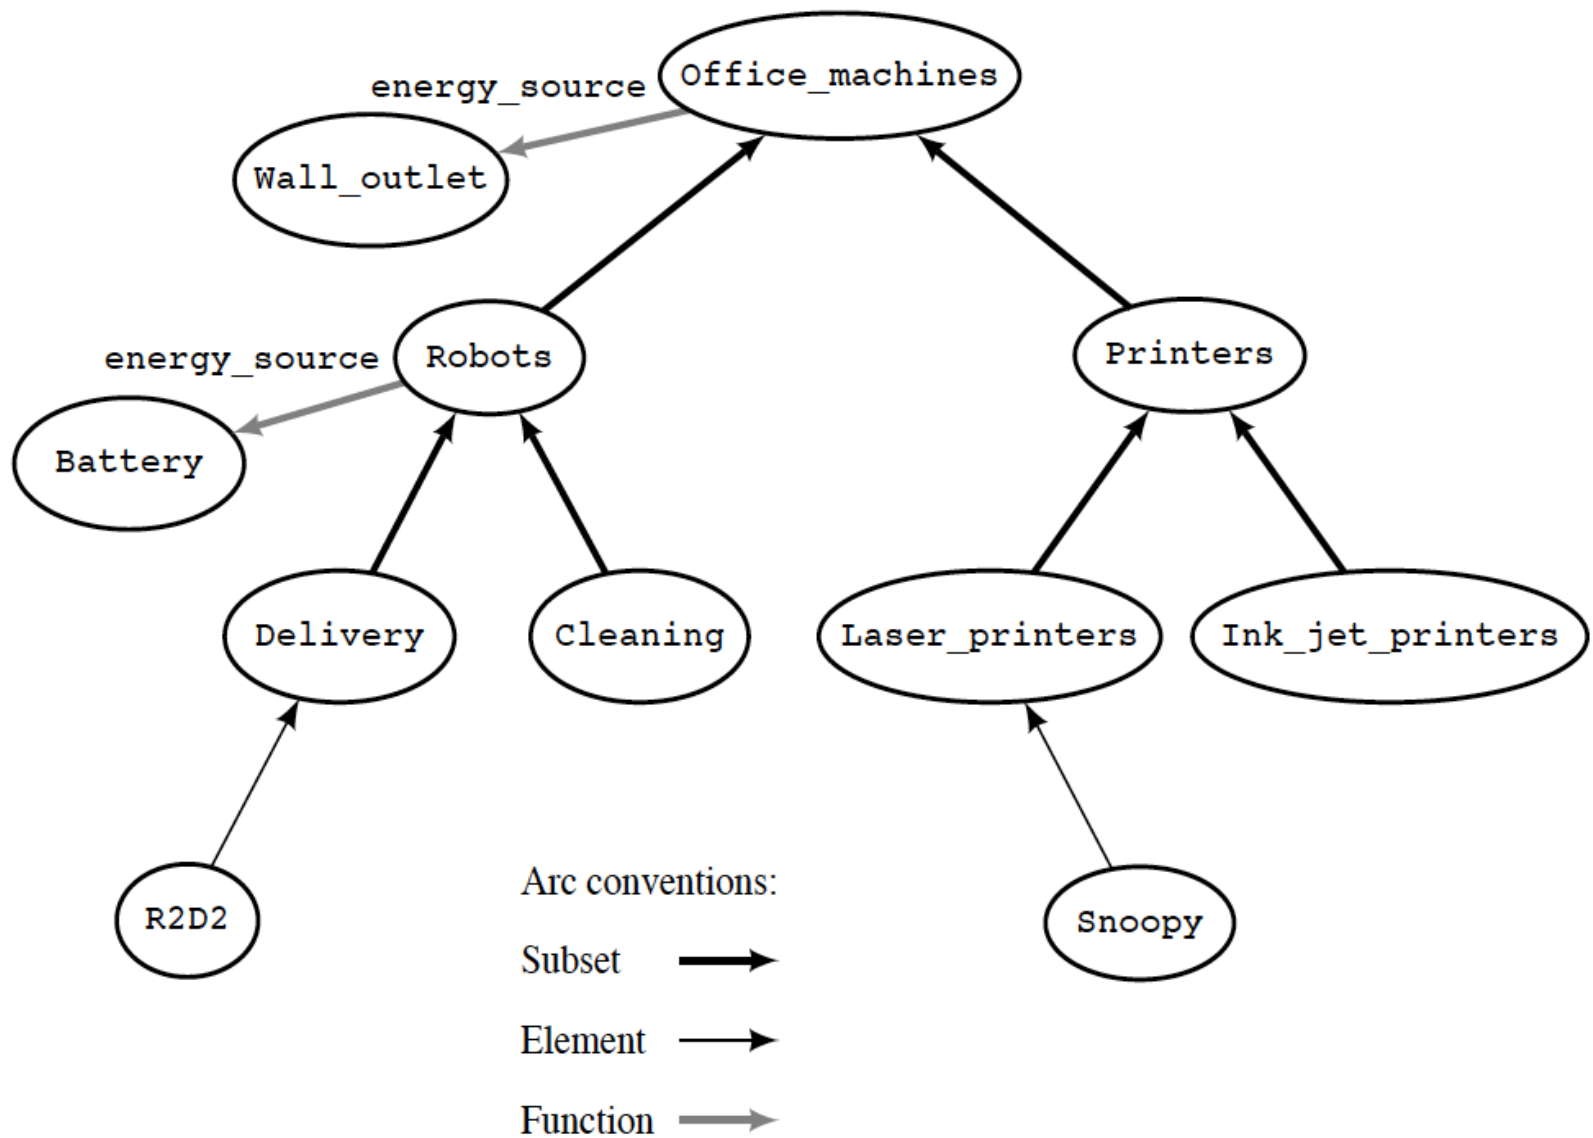 Office_machines
energy_source
Wall_outlet
energy_source
Robots
Printers
Battery
Delivery
Cleaning
Laser_printers
Ink_jet_printers
R2D2
Snoopy
Arc conventions:
Subset
Element
Function